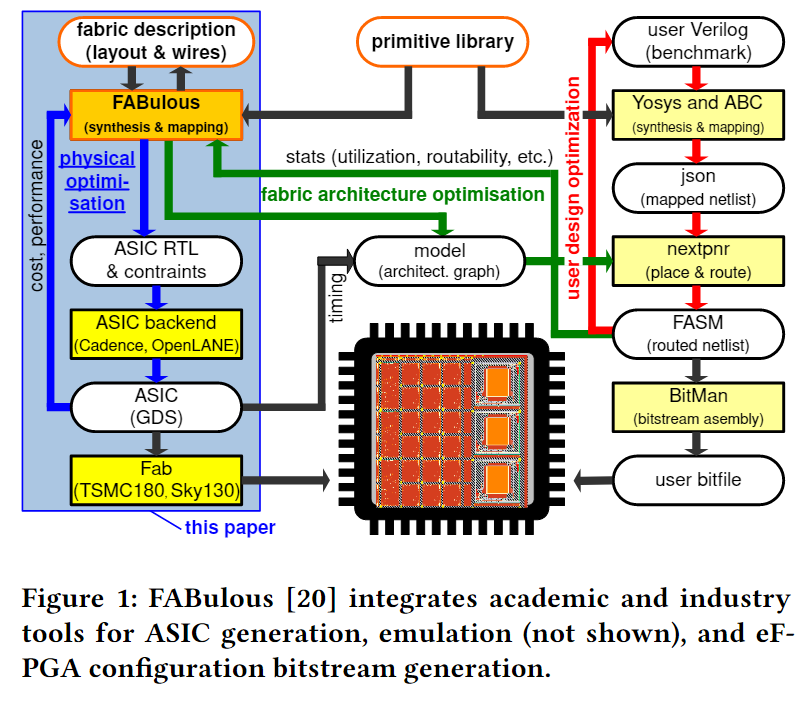 fabric description
(layout & wires)
primitive library
user Verilog
(benchmark)
FABulous
(synthesis & mapping)
Yosys and ABC
(synthesis & mapping)
physical
optimi-
sation
cost, performance
stats (utilization, routability, etc.)
fabric architecture optimisation
user design optimization
json
(mapped netlist)
ASIC RTL
& contraints
model
(architect. graph)
nextpnr
(place & route)
timing
ASIC backend
(Cadence, OpenLANE)
FASM
(routed netlist)
ASIC
(GDS)
BitMan
(bitstream asembly)
Fab
(TSMC180, Sky130)
user bitfile
this paper
Figure 1: FABulous [20] integrates academic and industry
tools for ASIC generation, emulation (not shown), and eF-
PGA configuration bitstream generation.